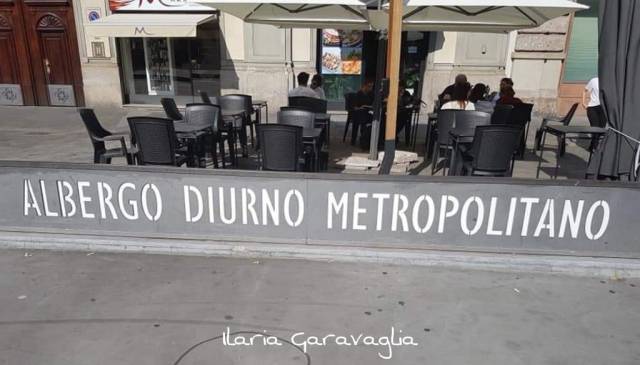 M
ALBERGO DIURNO METROPOLITANO
Ilaria Garavaglia